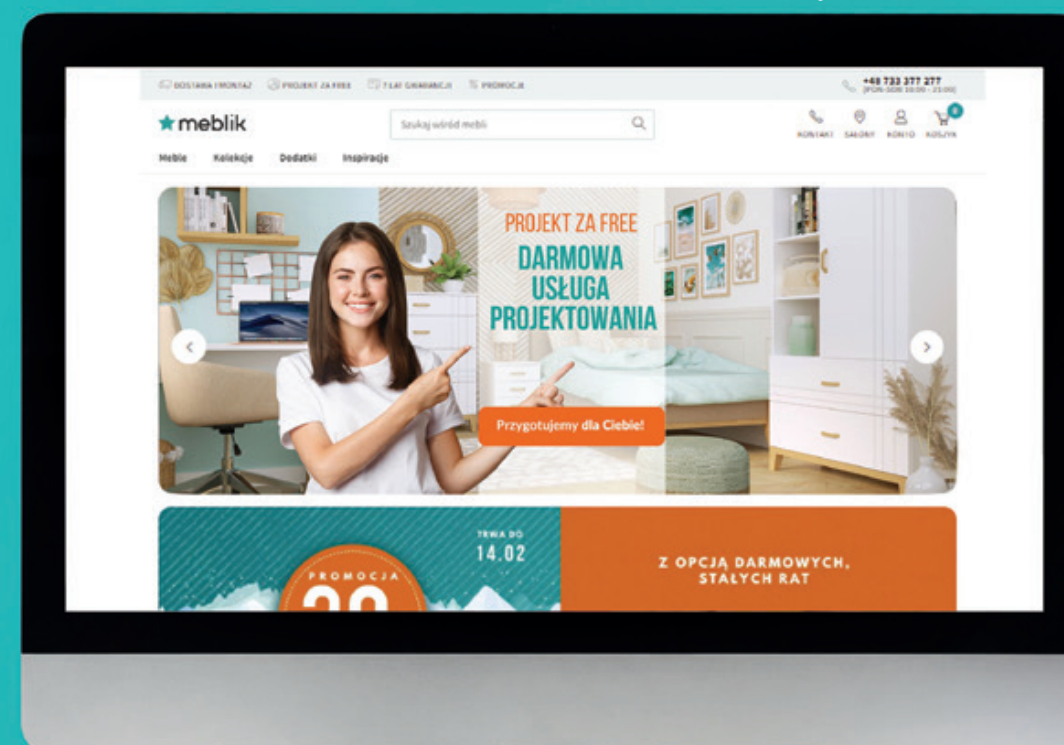 DOSTAWA I MONTAŻ PROJEKT ZA FREE 7 LAT GWARANCJI % PROMOCJE
+48 733 377 277
(PON-SOB 10:00 - 21:00)
meblik
Szukaj wśród mebli
0
KONTAKT SALONY KONTO KOSZYK
Meble Kolekcje Dodatki Inspiracje
PROJEKT ZA FREE
DARMOWA
USŁUGA
PROJEKTOWANIA
Przygotujemy dla Ciebie!
TRWA DO
14.02
PROMOCJA
Z OPCJĄ DARMOWYCH,
STAŁYCH RAT